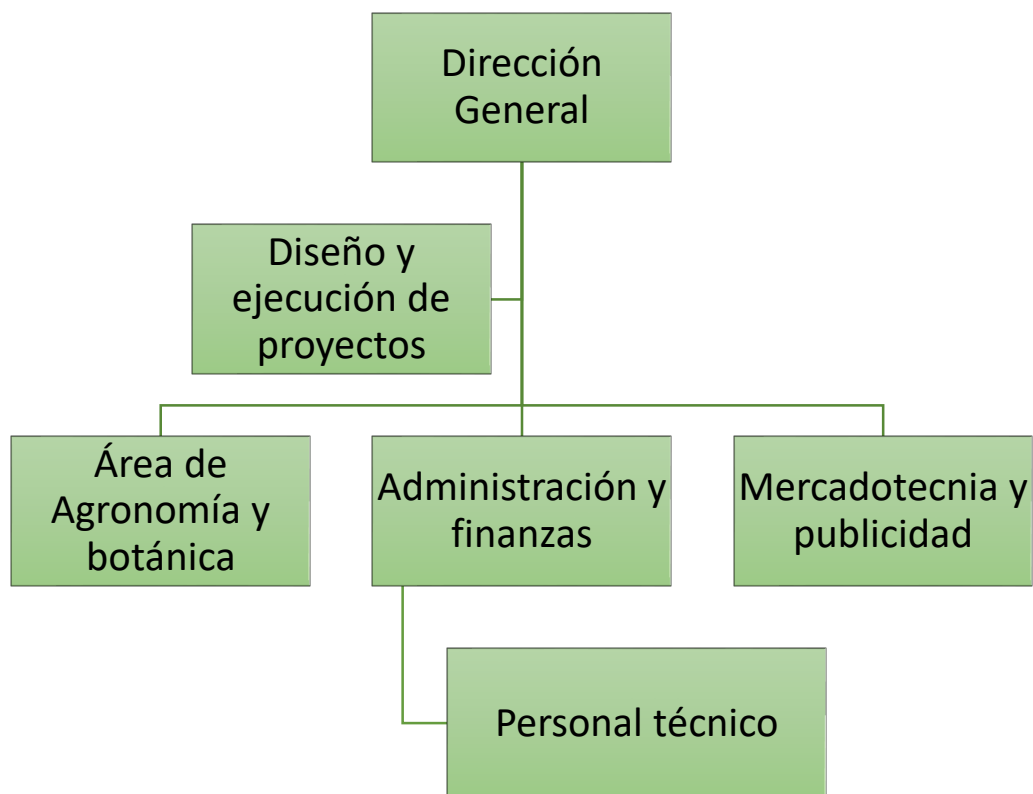 Dirección
General
Diseño y
ejecución de
proyectos
Área de
Agronomía y
botánica
Administración y
finanzas
Mercadotecnia y
publicidad
Personal técnico